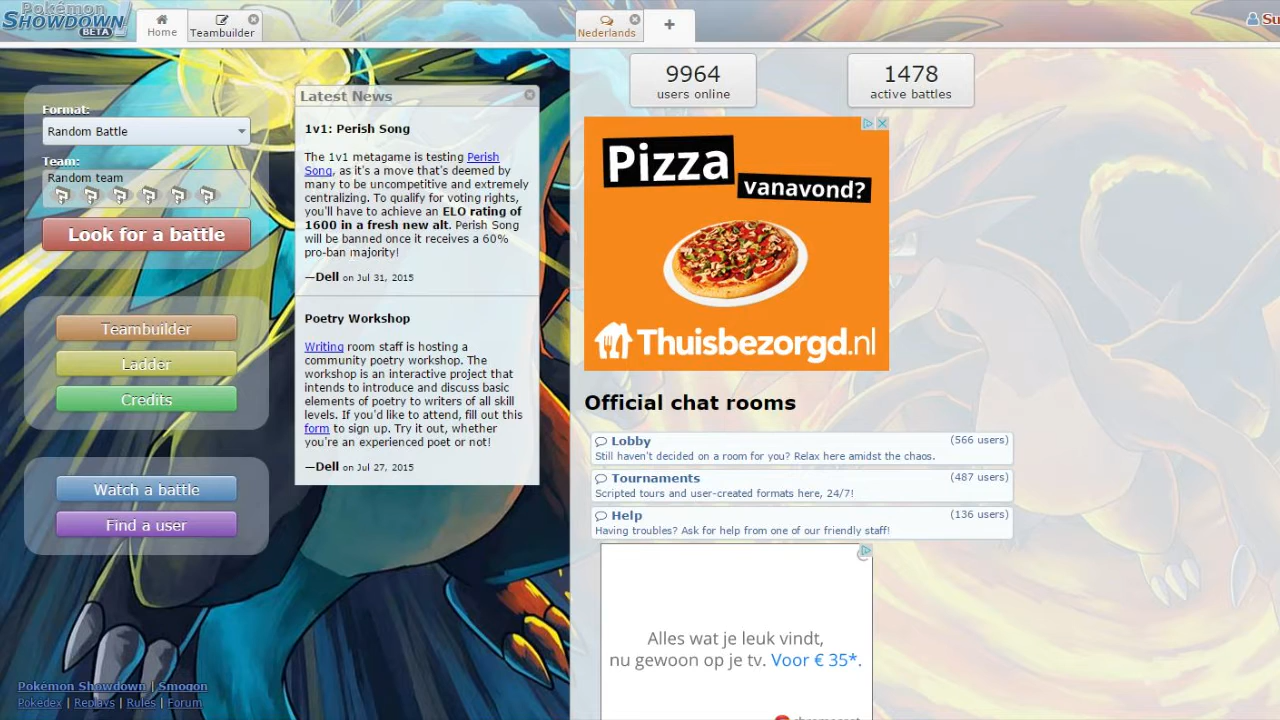 Pokémon
SHOWDOWN
BETA
Home
Teambuilder
Nederlands
+
Su
Format:
Random Battle
Team:
Random team
Look for a battle
Teambuilder
Ladder
Credits
Watch a battle
Find a user
Pokémon Showdown | Smogon
Pokédex | Replays | Rules | Forum
Latest News
1v1: Perish Song
The 1v1 metagame is testing Perish
Song, as it's a move that's deemed by
many to be uncompetitive and extremely
centralizing. To qualify for voting rights,
you'll have to achieve an ELO rating of
1600 in a fresh new alt. Perish Song
will be banned once it receives a 60%
pro-ban majority!
—Dell on Jul 31, 2015
Poetry Workshop
Writing room staff is hosting a
community poetry workshop. The
workshop is an interactive project that
intends to introduce and discuss basic
elements of poetry to writers of all skill
levels. If you'd like to attend, fill out this
form to sign up. Try it out, whether
you're an experienced poet or not!
—Dell on Jul 27, 2015
9964
users online
1478
active battles
Pizza
vanavond?
Thuisbezorgd.nl
Official chat rooms
Lobby (566 users)
Still haven't decided on a room for you? Relax here amidst the chaos.
Tournaments (487 users)
Scripted tours and user-created formats here, 24/7!
Help (136 users)
Having troubles? Ask for help from one of our friendly staff!
Alles wat je leuk vindt,
nu gewoon op je tv. Voor € 35*.